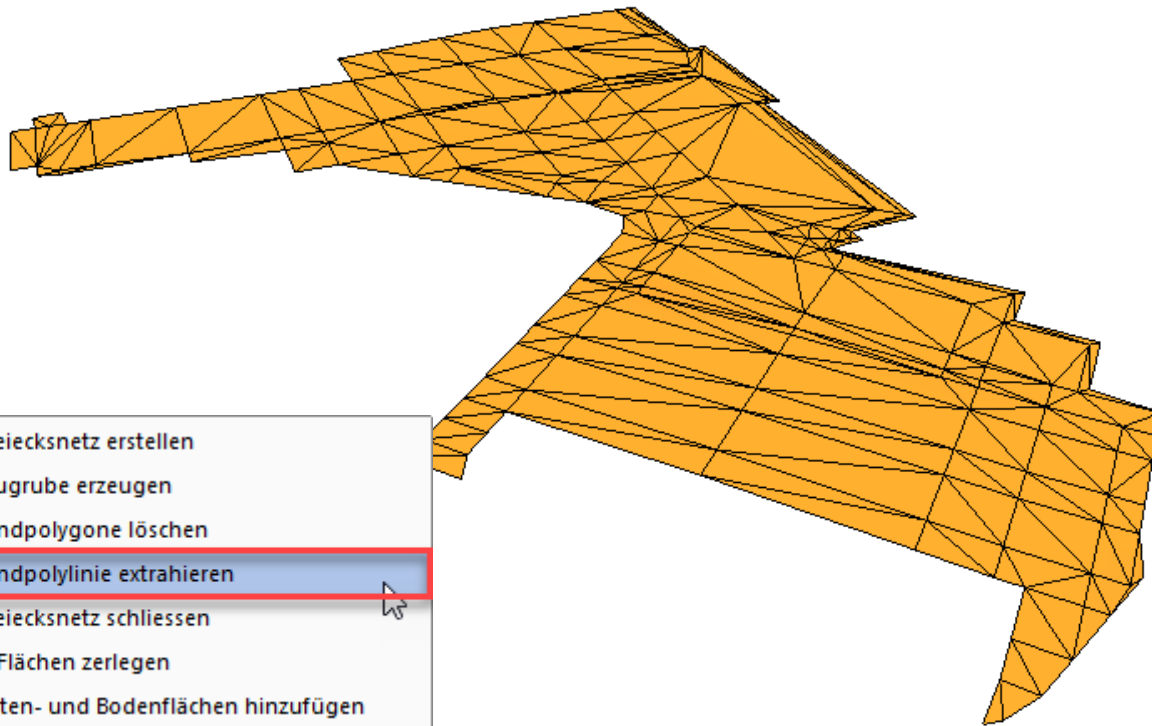 eiecksnetz erstellen
ugrube erzeugen
ndpolygone löschen
ndpolylinie extrahieren
eiecksnetz schliessen
Flächen zerlegen
ten- und Bodenflächen hinzufügen